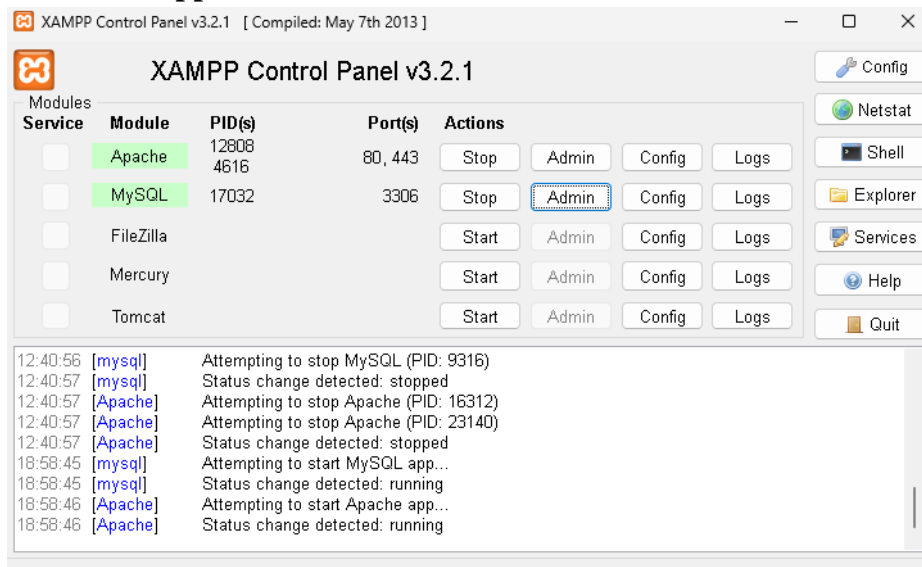 XAMPP Control Panel v3.2.1 [ Compiled: May 7th 2013 ]
XAMPP Control Panel v3.2.1
Config
Modules
Netstat
Service Module PID(s) Port(s) Actions
Apache 12808 4616 80, 443 Stop Admin Config Logs
Shell
MySQL 17032 3306 Stop Admin Config Logs
Explorer
FileZilla Start Admin Config Logs
Services
Mercury Start Admin Config Logs
Help
Tomcat Start Admin Config Logs
Quit
12:40:56 [mysql] Attempting to stop MySQL (PID: 9316)
12:40:57 [mysql] Status change detected: stopped
12:40:57 [Apache] Attempting to stop Apache (PID: 16312)
12:40:57 [Apache] Attempting to stop Apache (PID: 23140)
12:40:57 [Apache] Status change detected: stopped
18:58:45 [mysql] Attempting to start MySQL app...
18:58:45 [mysql] Status change detected: running
18:58:46 [Apache] Attempting to start Apache app...
18:58:46 [Apache] Status change detected: running